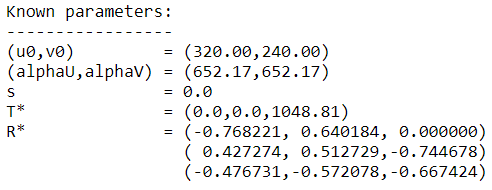 Known parameters:
-----------------
(u0,v0)          = (320.00,240.00)
(alphaU,alphaV) = (652.17,652.17)
s                = 0.0
T*               = (0.0,0.0,1048.81)
R*               = (-0.768221, 0.640184, 0.000000)
                   ( 0.427274, 0.512729,-0.744678)
                   (-0.476731,-0.572078,-0.667424)